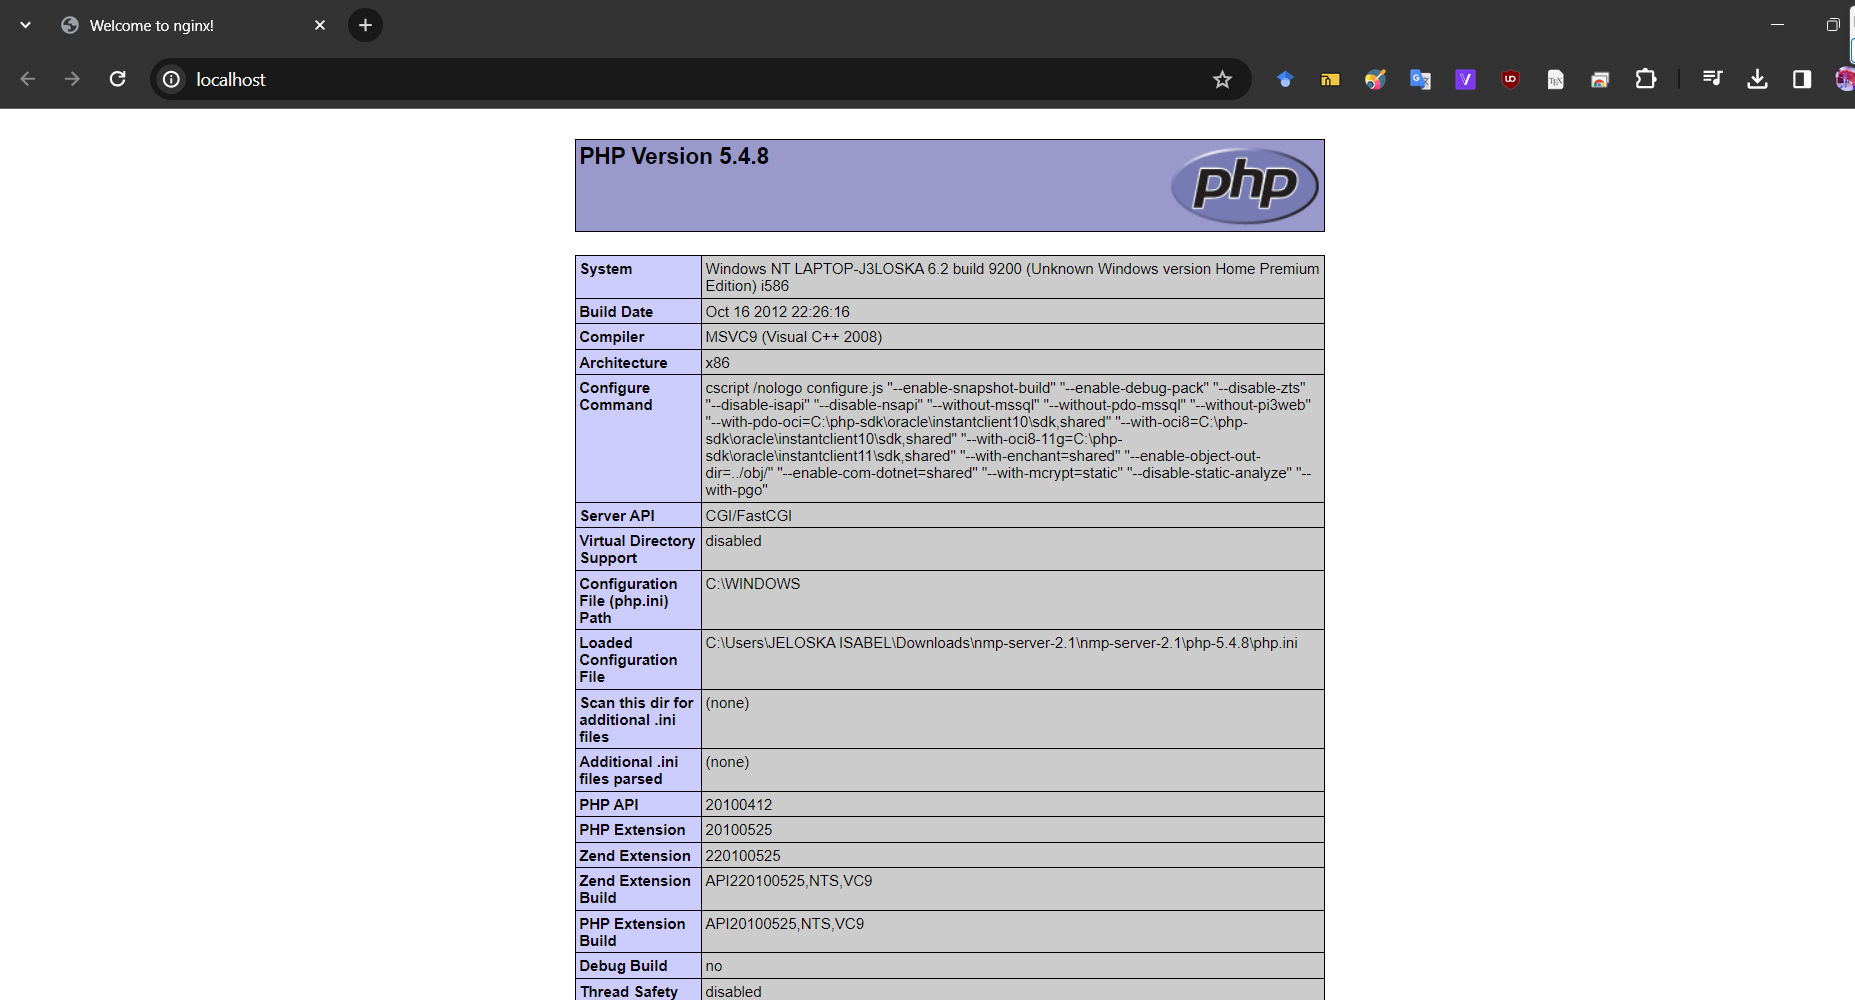 Welcome to nginx!
localhost
PHP Version 5.4.8
php
System
Windows NT LAPTOP-J3LOSKA 6.2 build 9200 (Unknown Windows version Home Premium
Edition) i586
Build Date
Oct 16 2012 22:26:16
Compiler
MSVC9 (Visual C++ 2008)
Architecture
x86
Configure
Command
cscript /nologo configure.js "--enable-snapshot-build" "--enable-debug-pack" "--disable-zts"
"--disable-isapi" "--disable-nsapi" "--without-mssql" "--without-pdo-mssql" "--without-pi3web"
"--with-pdo-oci=C:\php-sdk\oracle\instantclient10\sdk,shared" "--with-oci8=C:\php-
sdk\oracle\instantclient10\sdk,shared" "--with-oci8-11g=C:\php-
sdk\oracle\instantclient11\sdk,shared" "--with-enchant=shared" "--enable-object-out-
dir=../obj/" "--enable-com-dotnet=shared" "--with-mcrypt=static" "--disable-static-analyze" "--
with-pgo"
Server API
CGI/FastCGI
Virtual Directory
Support
disabled
Configuration
File (php.ini)
Path
C:\WINDOWS
Loaded
Configuration
File
C:\Users\JELOSKA ISABEL\Downloads\nmp-server-2.1\nmp-server-2.1\php-5.4.8\php.ini
Scan this dir for
additional .ini
files
(none)
Additional .ini
files parsed
(none)
PHP API
20100412
PHP Extension
20100525
Zend Extension
220100525
Zend Extension
Build
API220100525,NTS,VC9
PHP Extension
Build
API20100525,NTS,VC9
Debug Build
no
Thread Safety
disabled